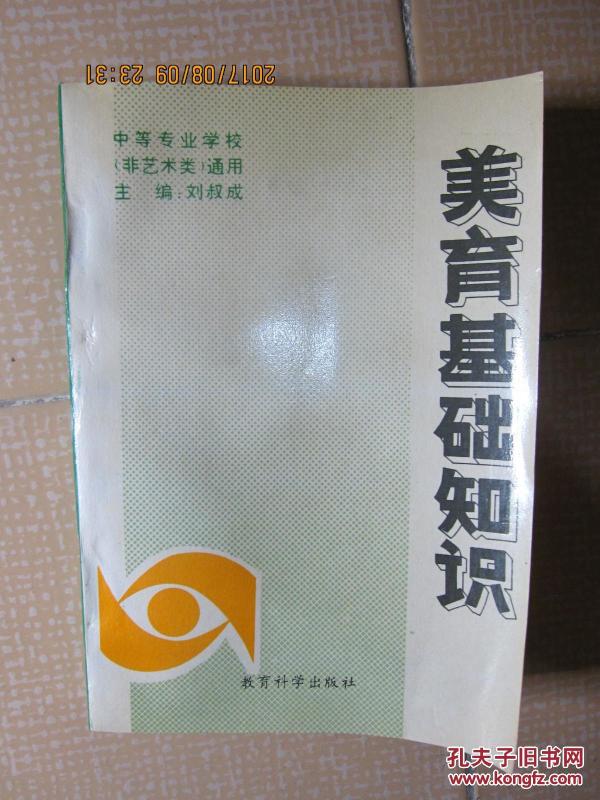 2017/08/09 23:31
中等专业学校
(非艺术类)通用
主 编:刘叔成
美育基础知识
教育科学出版社
孔夫子旧书网
www.kongfz.com